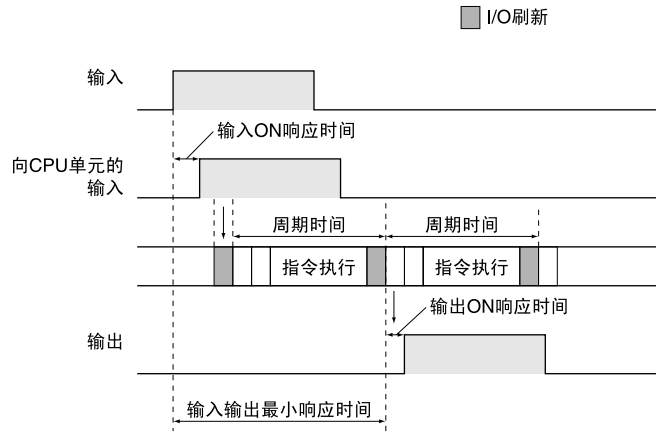 I/O刷新
输入
输入ON响应时间
向CPU单元的
输入
周期时间
周期时间
指令执行
指令执行
输出ON响应时间
输出
输入输出最小响应时间